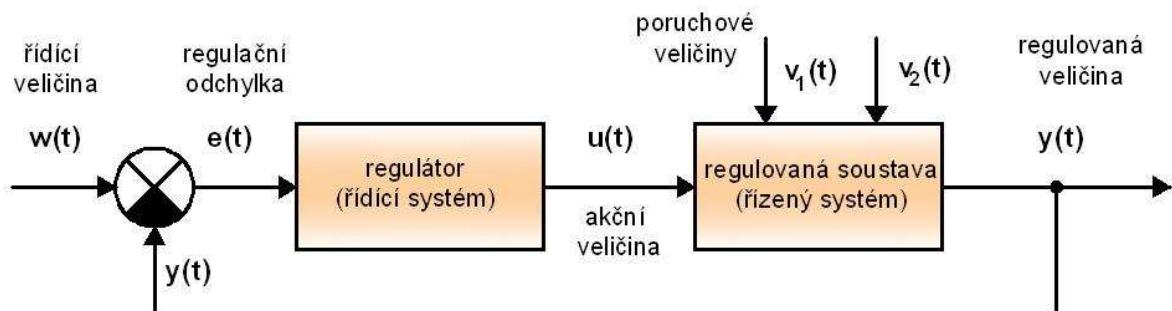 řídící
veličina
w(t)
regulační
odchylka
e(t)
regulátor
(řídící systém)
u(t)
akční
veličina
poruchové
veličiny
v1(t)
v2(t)
regulovaná soustava
(řízený systém)
regulovaná
veličina
y(t)
y(t)